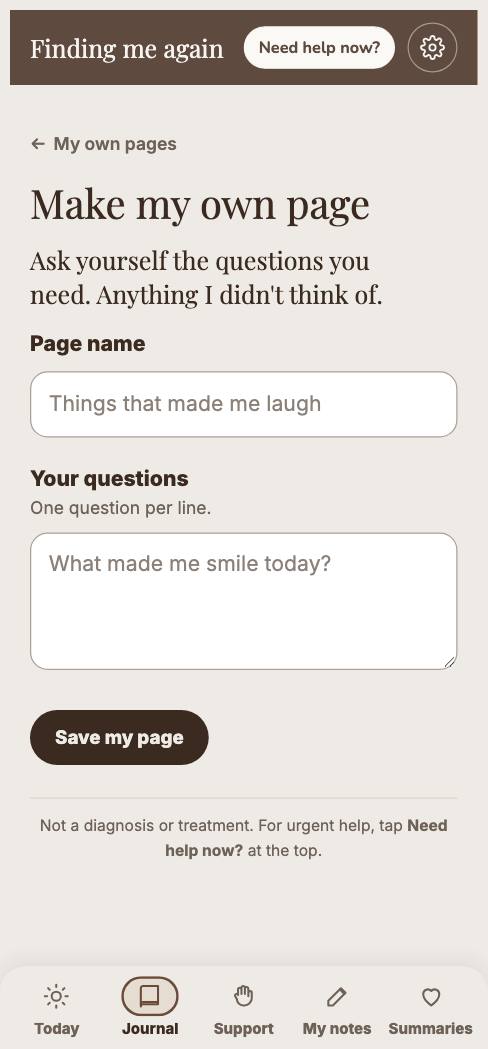 Finding me again
Need help now?
← My own pages
Make my own page
Ask yourself the questions you
need. Anything I didn't think of.
Page name
Things that made me laugh
Your questions
One question per line.
What made me smile today?
Save my page
Not a diagnosis or treatment. For urgent help, tap Need
help now? at the top.
Today
Journal
Support
My notes
Summaries